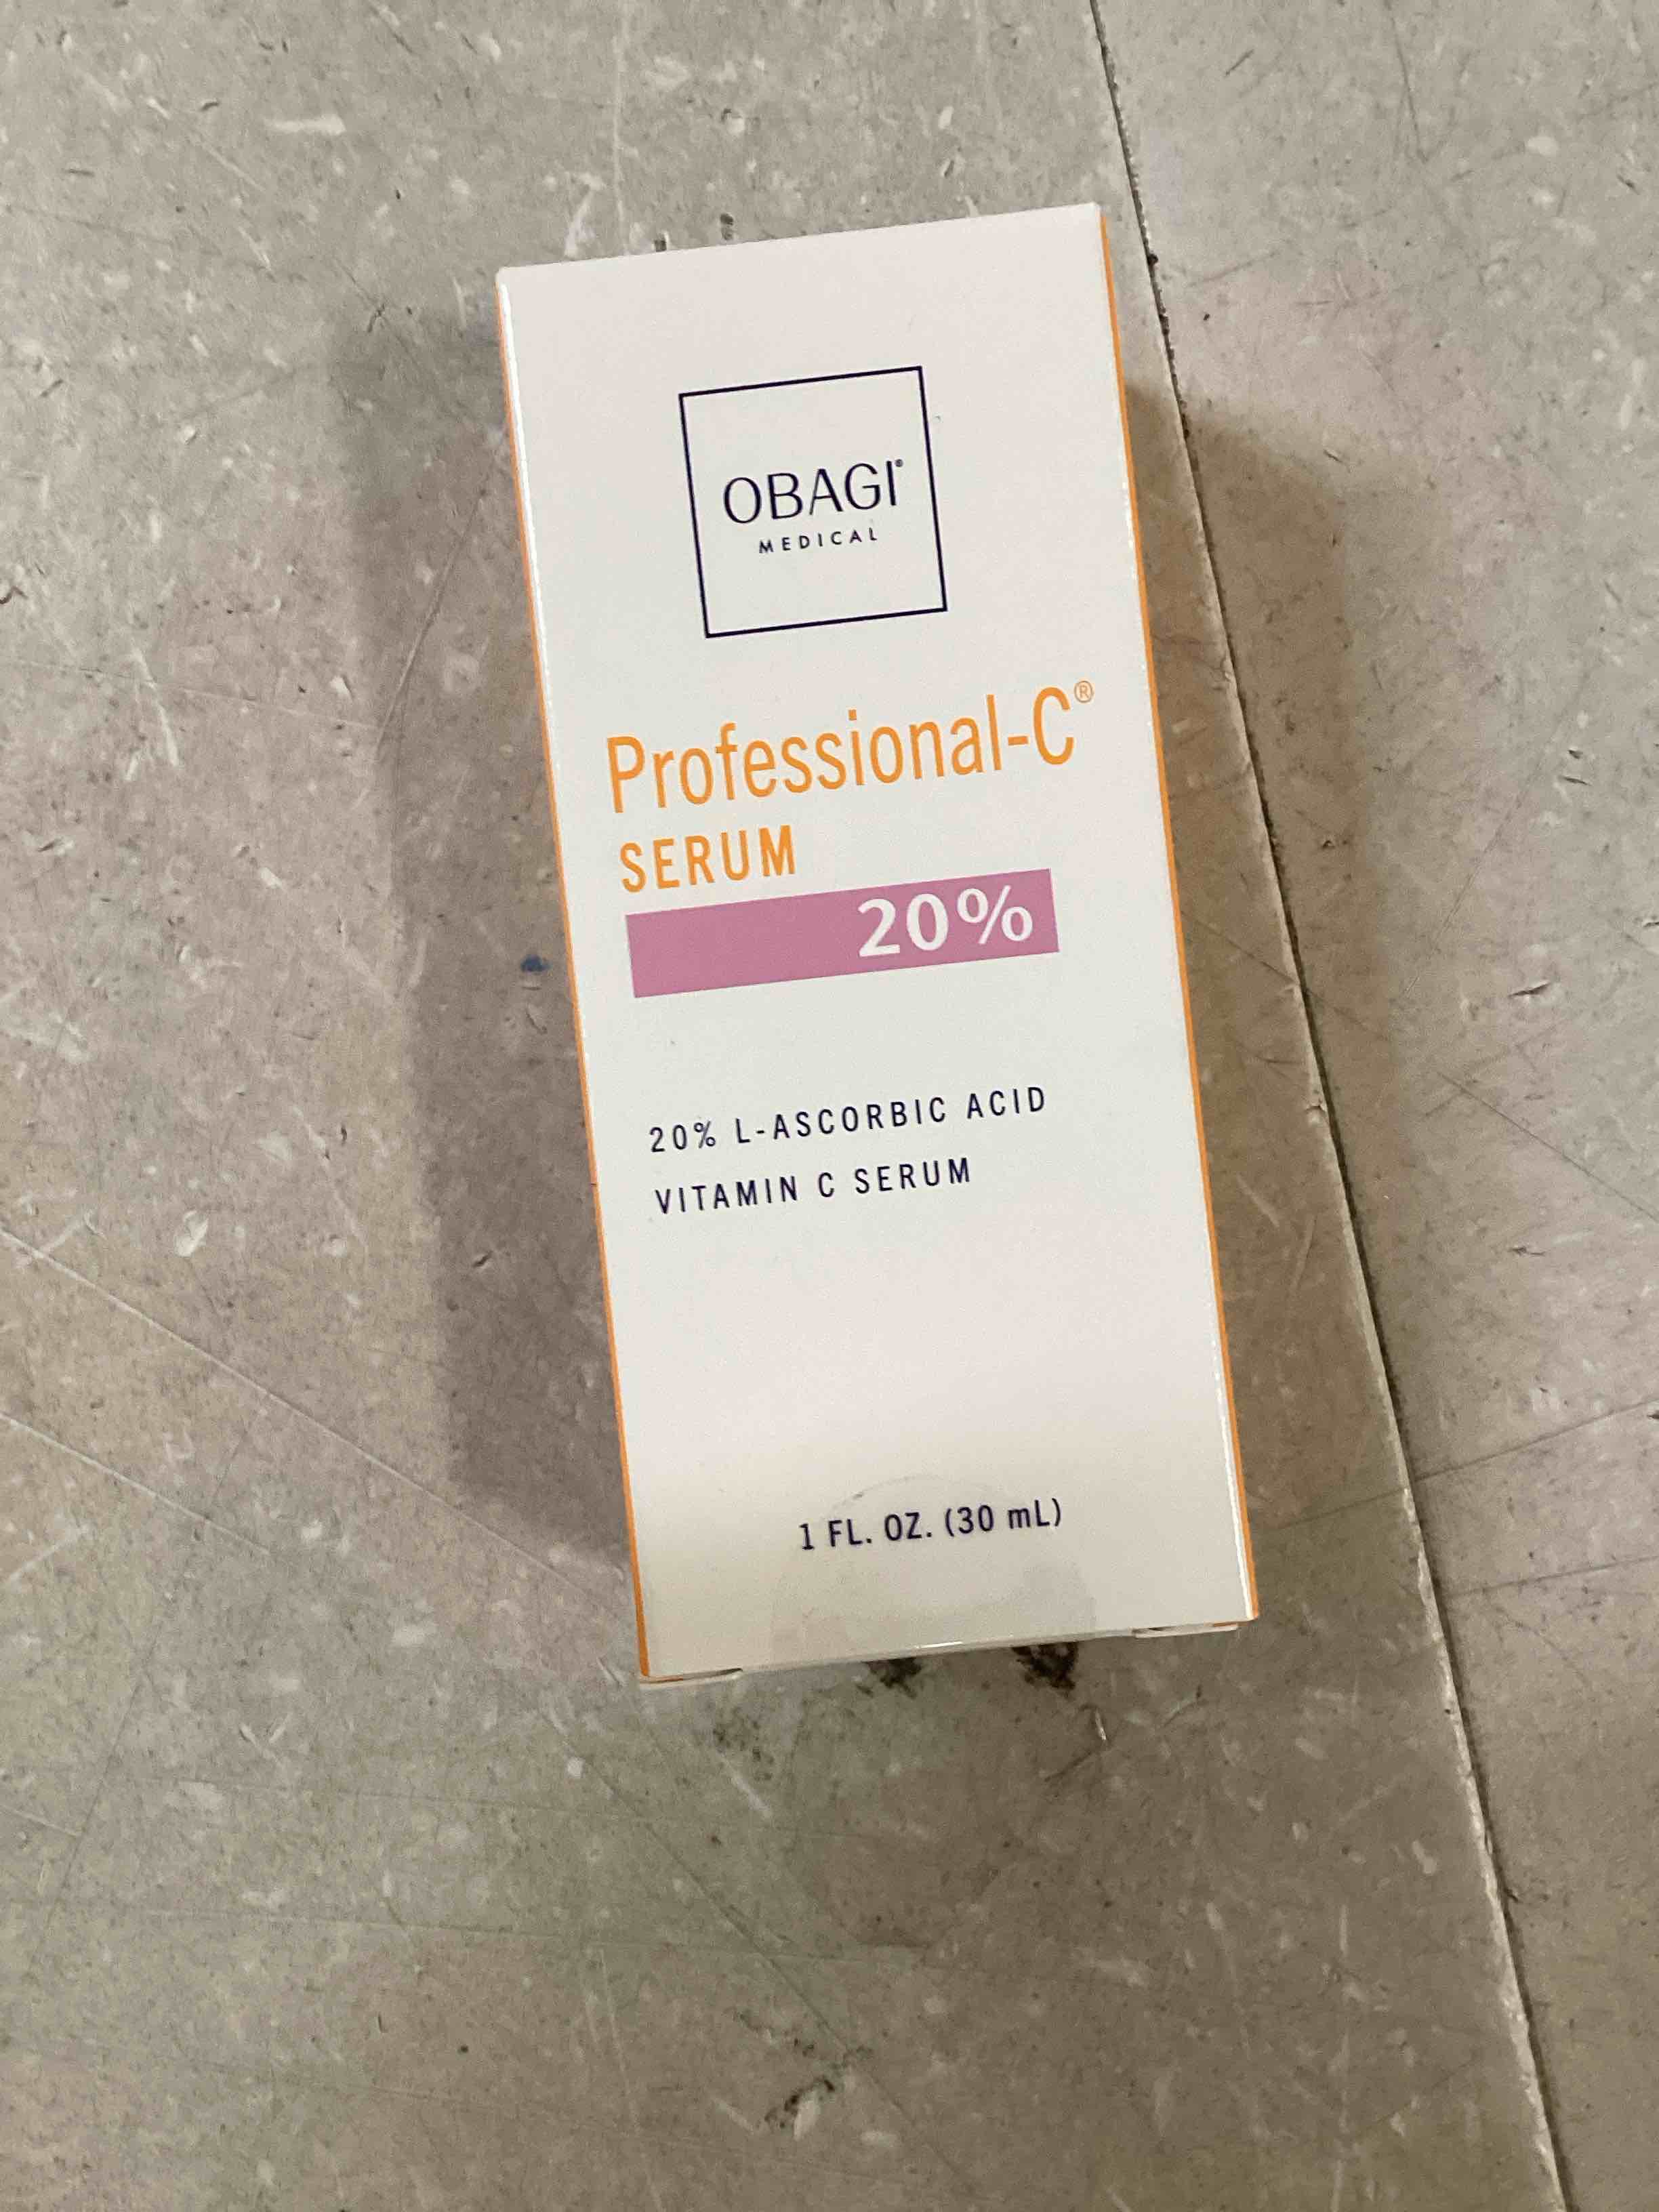 OBAGI®
MEDICAL
Professional-C®
SERUM
20%
20% L-ASCORBIC ACID
VITAMIN C SERUM
1 FL. OZ. (30 mL)